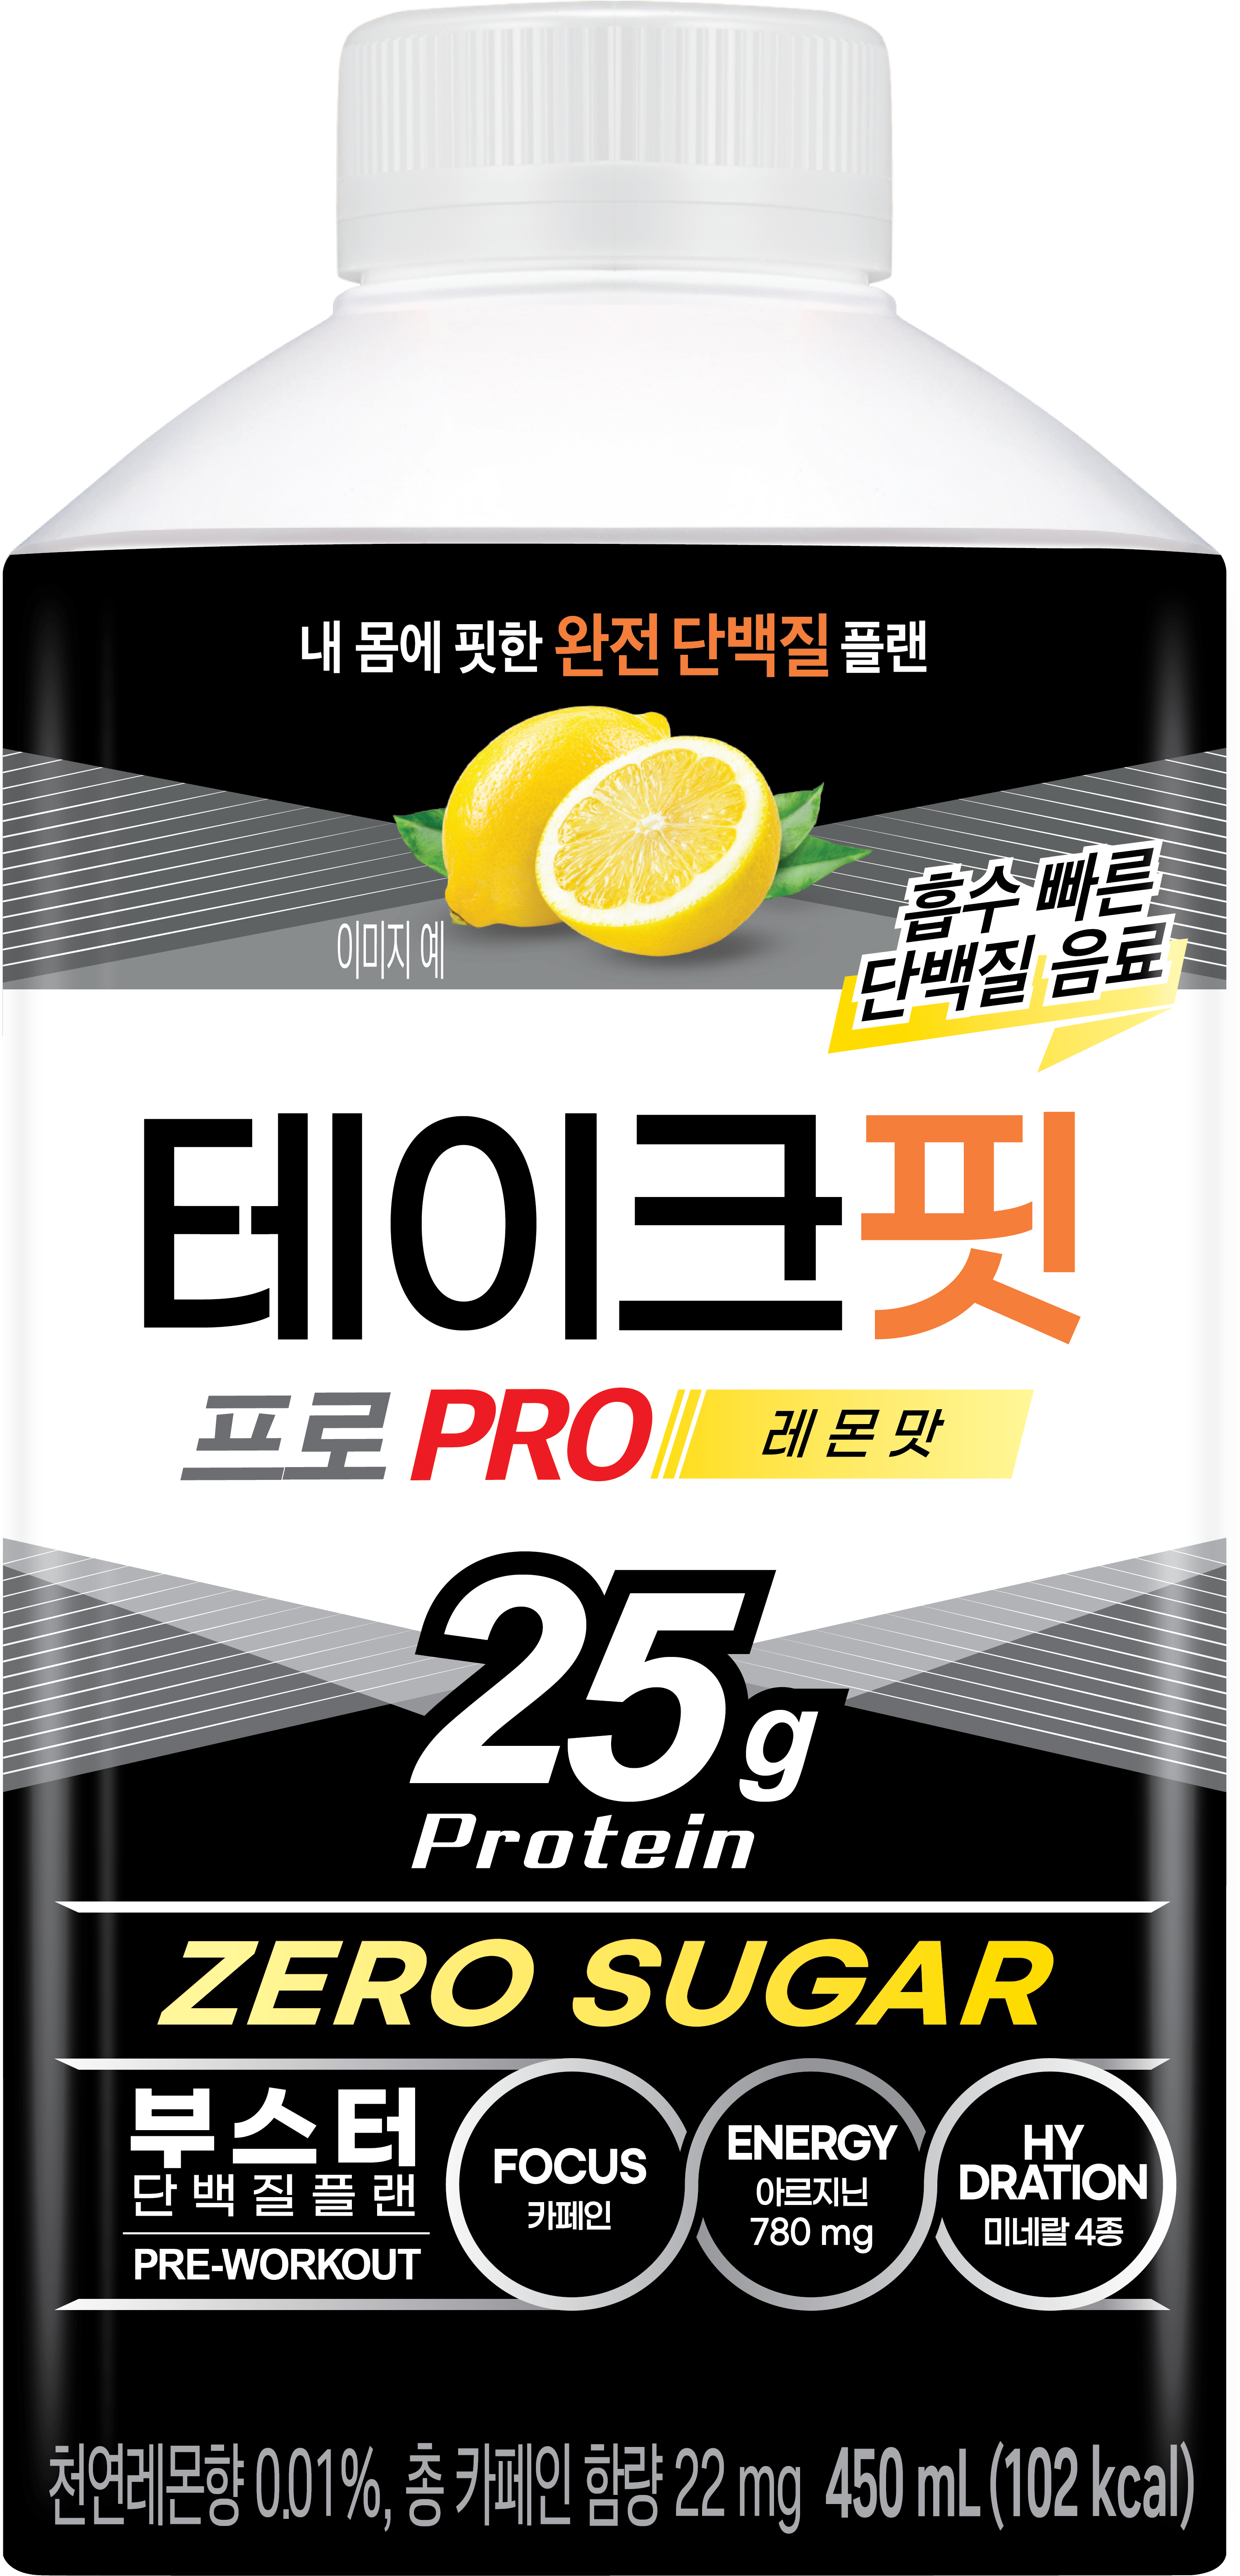 내 몸에 핏한 완전 단백질 플랜
이미지 예
흡수 빠른
단백질 음료
테이크핏
프로 PRO 레몬맛
25g
Protein
ZERO SUGAR
부스터
단백질플랜
PRE-WORKOUT
FOCUS
카페인
ENERGY
아르지닌
780 mg
HY
DRATION
미네랄 4종
천연레몬향 0.01%, 총 카페인 함량 22 mg 450 mL (102 kcal)